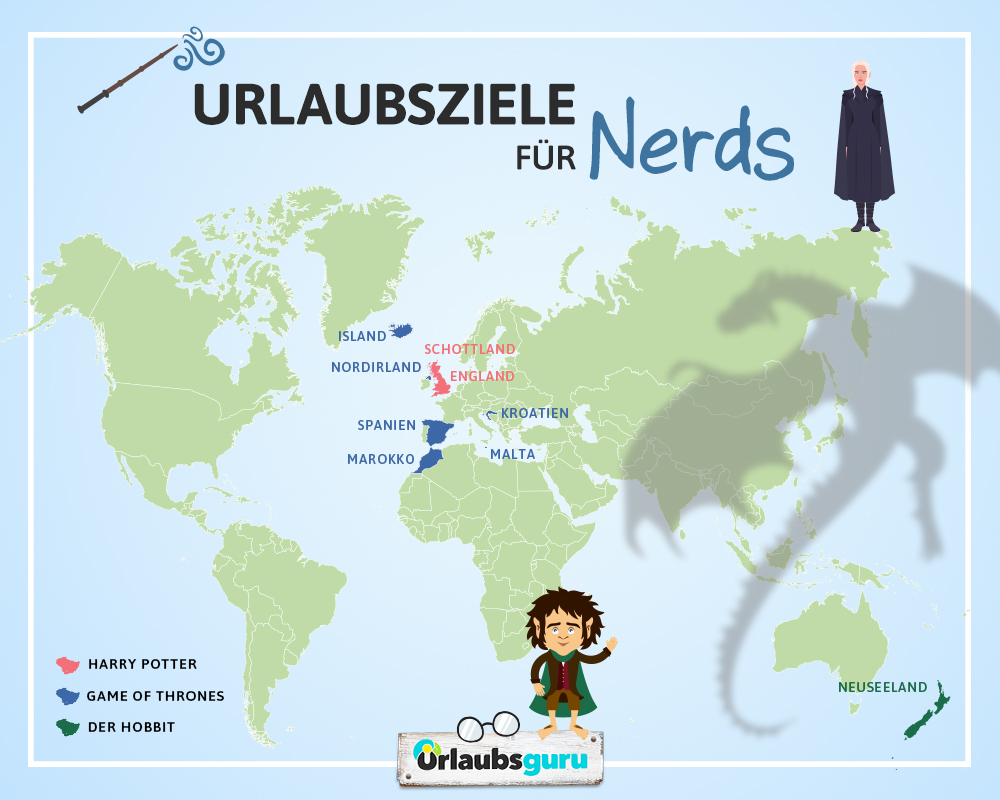 URLAUBSZIELE
FÜR Nerds
ISLAND
SCHOTTLAND
NORDIRLAND
ENGLAND
KROATIEN
SPANIEN
MALTA
MAROKKO
HARRY POTTER
GAME OF THRONES
DER HOBBIT
NEUSEELAND
Urlaubsguru